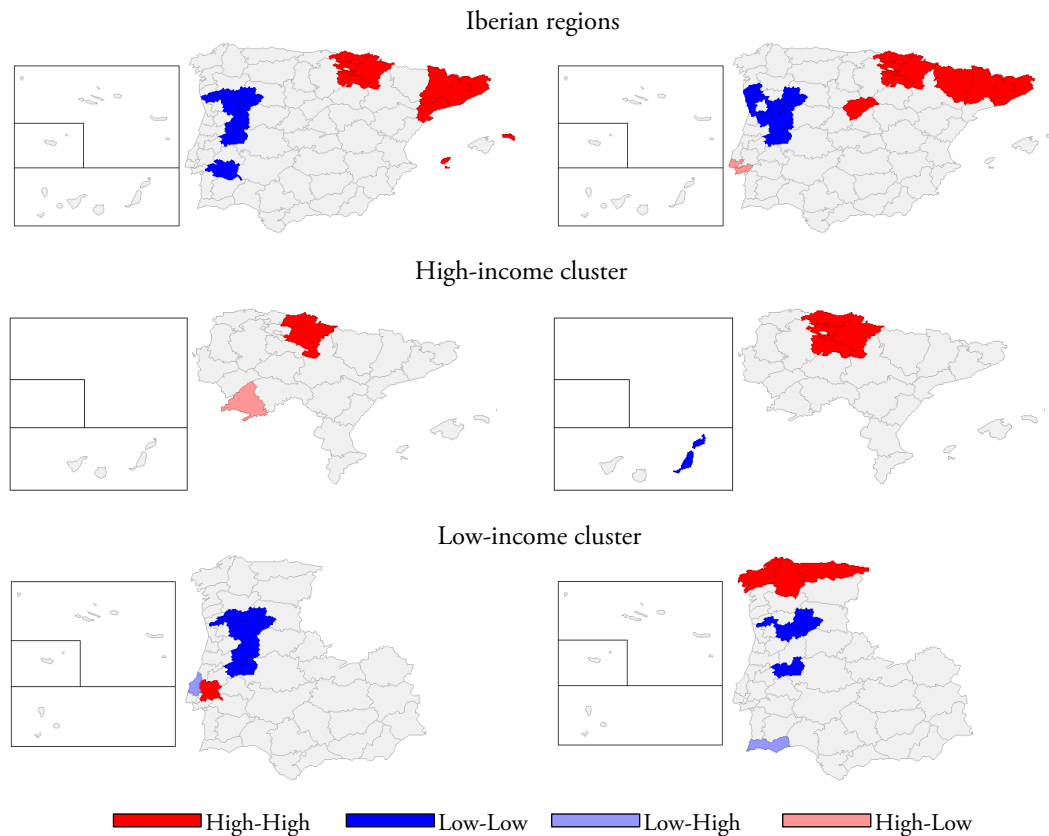 Iberian regions
High-income cluster
Low-income cluster
High-High
Low-Low
Low-High
High-Low